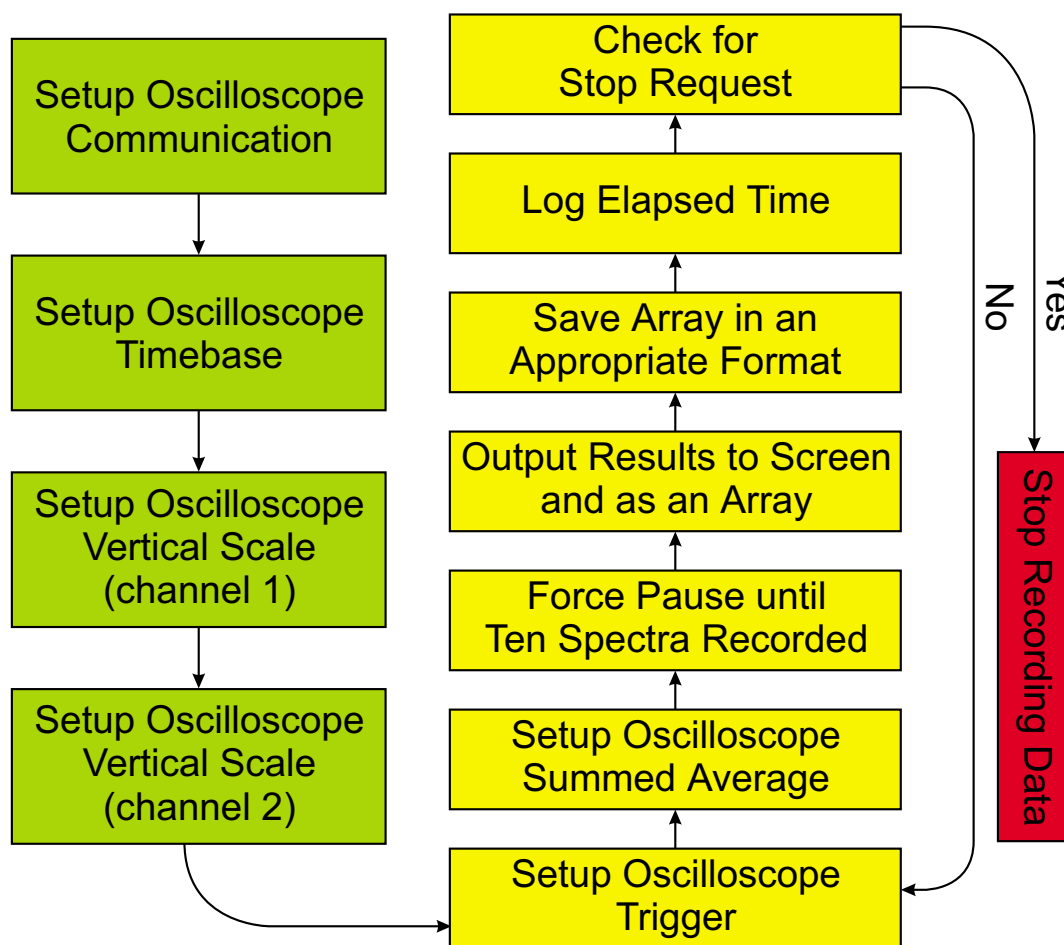 Setup Oscilloscope
Communication
Setup Oscilloscope
Timebase
Setup Oscilloscope
Vertical Scale
(channel 1)
Setup Oscilloscope
Vertical Scale
(channel 2)
Check for
Stop Request
Log Elapsed Time
Save Array in an
Appropriate Format
Output Results to Screen
and as an Array
Force Pause until
Ten Spectra Recorded
Setup Oscilloscope
Summed Average
Setup Oscilloscope
Trigger
No
Yes
Stop Recording Data